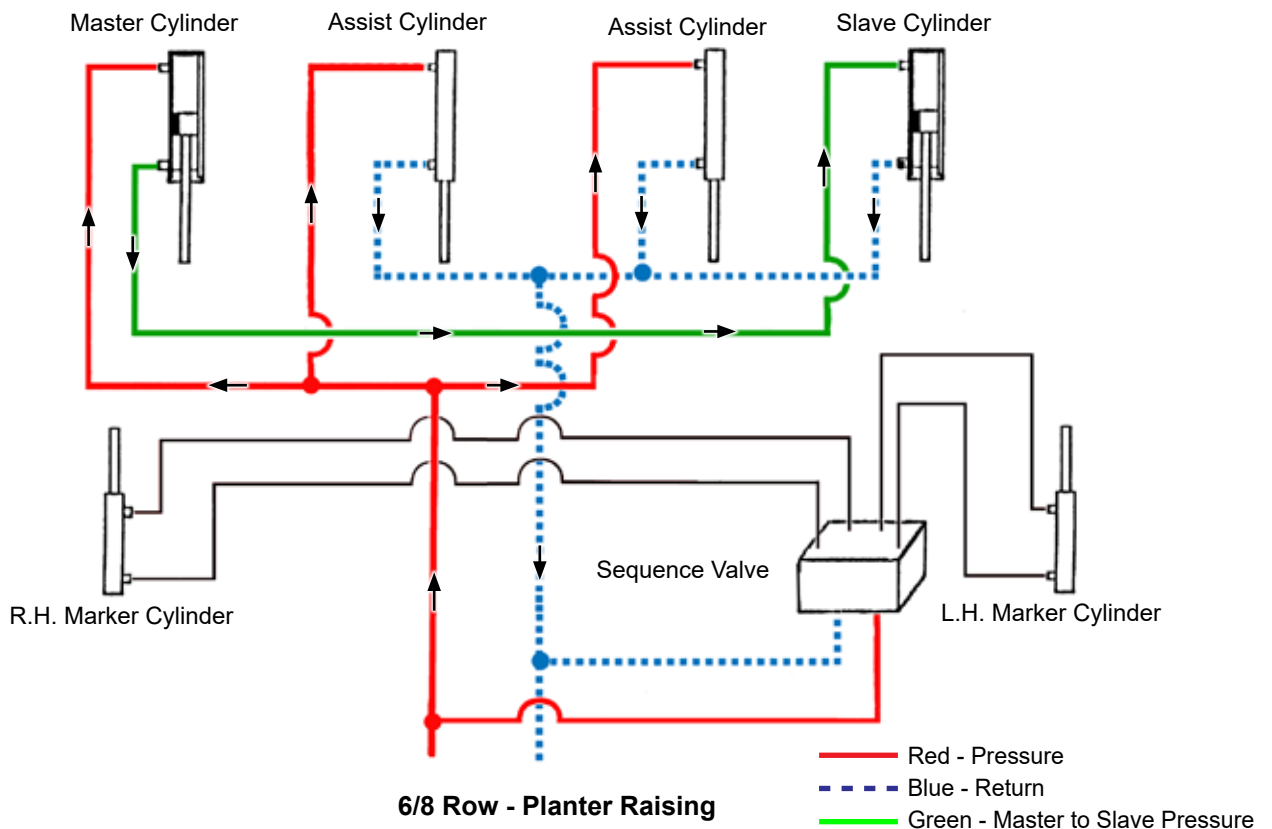 Master Cylinder
Assist Cylinder
Assist Cylinder
Slave Cylinder
Sequence Valve
R.H. Marker Cylinder
L.H. Marker Cylinder
Red - Pressure
Blue - Return
Green - Master to Slave Pressure
6/8 Row - Planter Raising